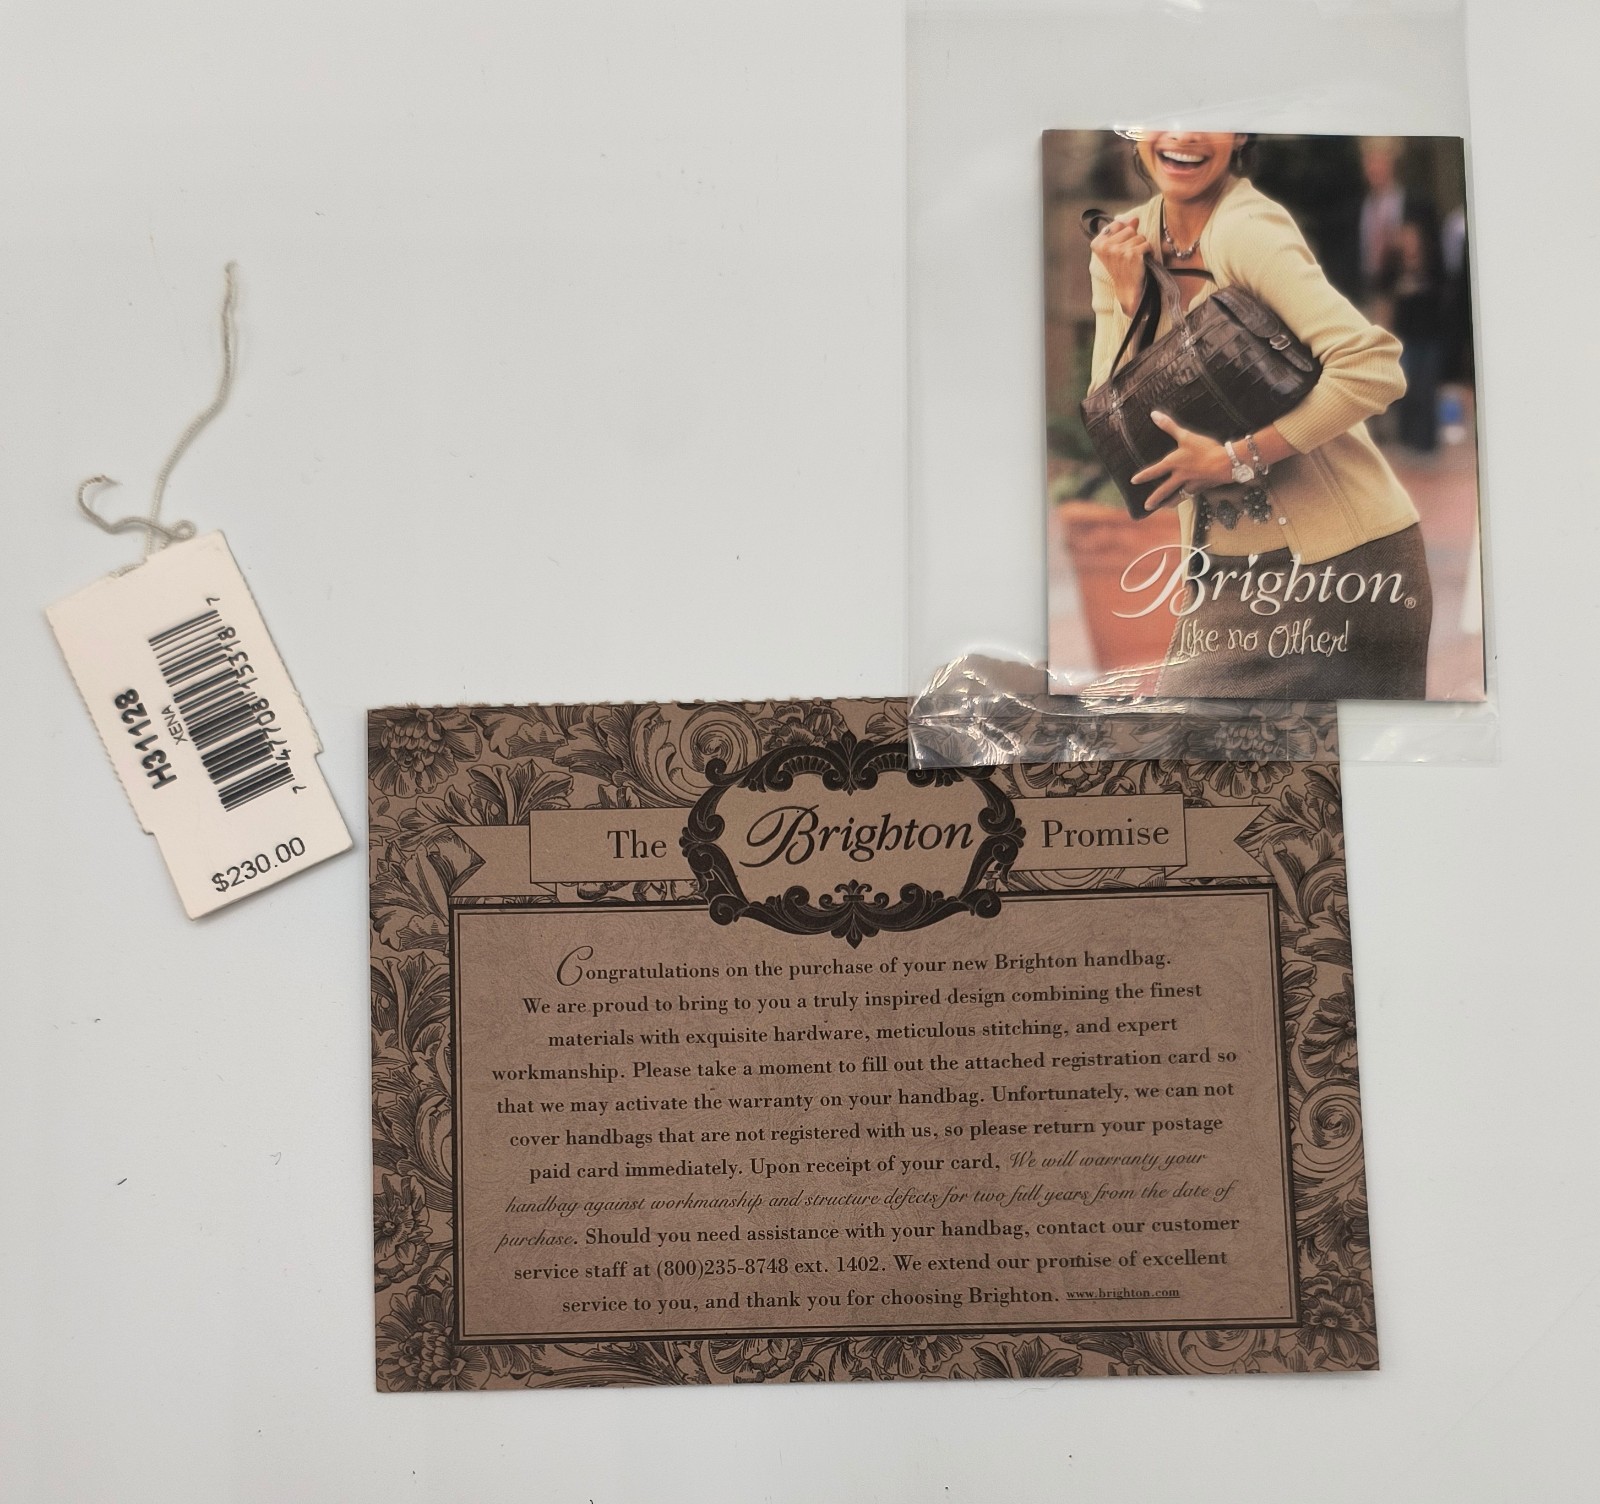 H31128
XENA
7 47708 15318 7
$230.00
Brighton®
Like no Other!
The Brighton Promise
Congratulations on the purchase of your new Brighton handbag.
We are proud to bring to you a truly inspired design combining the finest
materials with exquisite hardware, meticulous stitching, and expert
workmanship. Please take a moment to fill out the attached registration card so
that we may activate the warranty on your handbag. Unfortunately, we can not
cover handbags that are not registered with us, so please return your postage
paid card immediately. Upon receipt of your card, We will warranty your
handbag against workmanship and structure defects for two full years from the date of
purchase. Should you need assistance with your handbag, contact our customer
service staff at (800)235-8748 ext. 1402. We extend our promise of excellent
service to you, and thank you for choosing Brighton. www.brighton.com